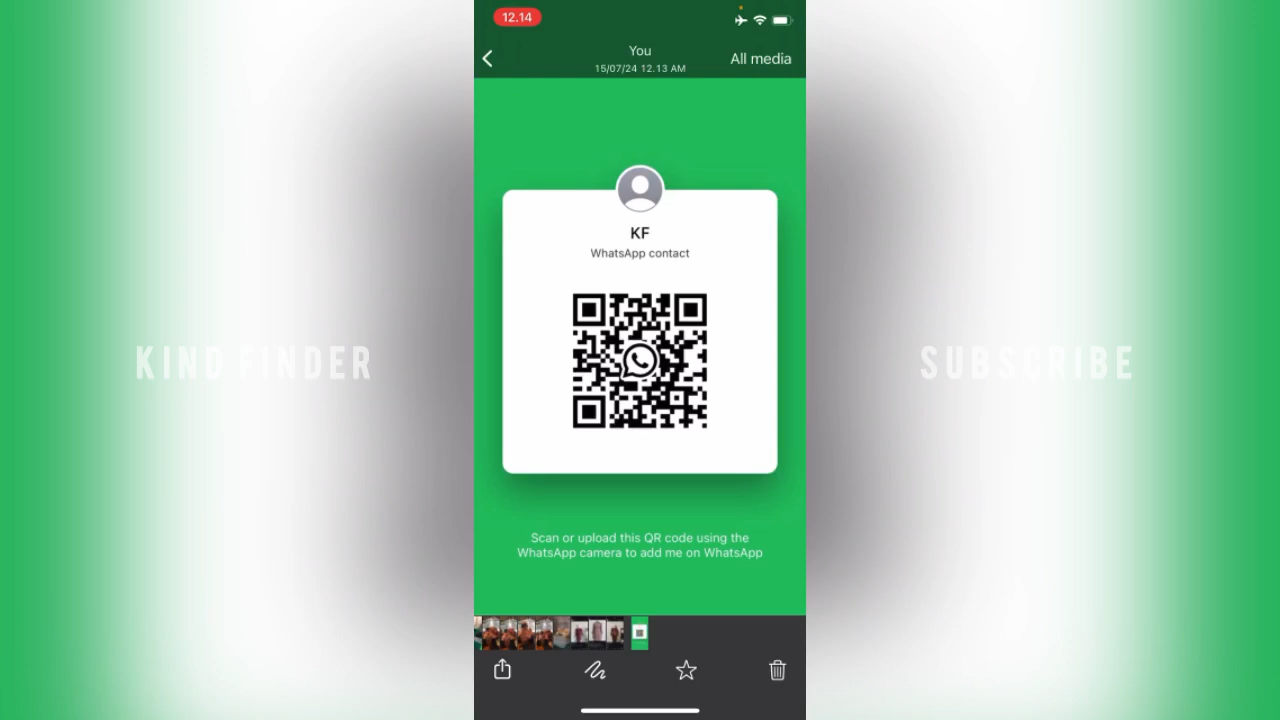 12.14
You
15/07/24 12.13 AM
All media
KF
WhatsApp contact
KIND FINDER
SUBSCRIBE
Scan or upload this QR code using the
WhatsApp camera to add me on WhatsApp